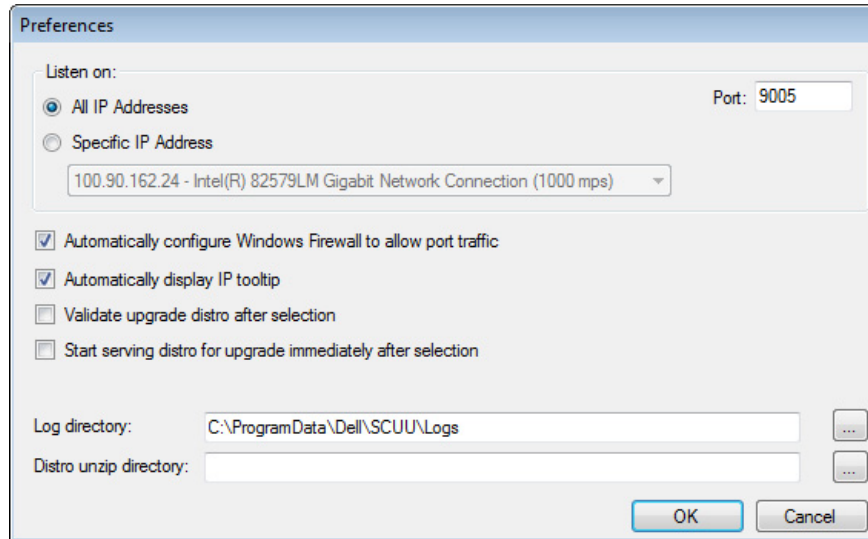 Preferences
Listen on:
All IP Addresses
Port: 9005
Specific IP Address
100.90.162.24 - Intel(R) 82579LM Gigabit Network Connection (1000 mps)
Automatically configure Windows Firewall to allow port traffic
Automatically display IP tooltip
Validate upgrade distro after selection
Start serving distro for upgrade immediately after selection
Log directory: C:\ProgramData\Dell\SCUU\Logs ...
Distro unzip directory: ...
OK Cancel